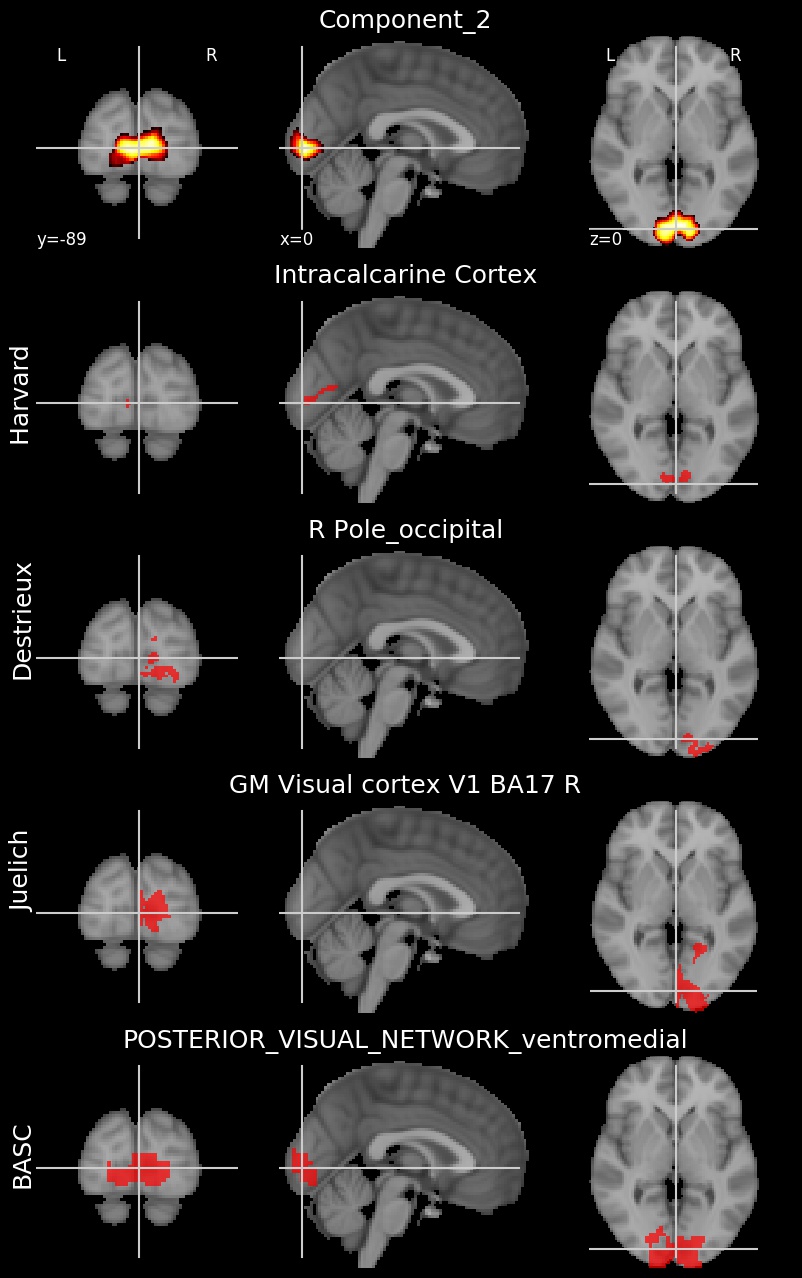 Component_2
L R
L R
y=-89
x=0
z=0
Intracalcarine Cortex
Harvard
R Pole_occipital
Destrieux
GM Visual cortex V1 BA17 R
Juelich
POSTERIOR_VISUAL_NETWORK_ventromedial
BASC